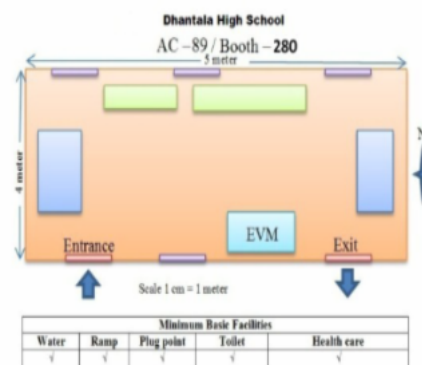 Dhantala High School
AC –89 / Booth – 280
5 meter
4 meter
N
EVM
Entrance
Exit
Scale 1 cm = 1 meter
Minimum Basic Facilities
Water Ramp Plug point Toilet Health care
√ √ √ √ √